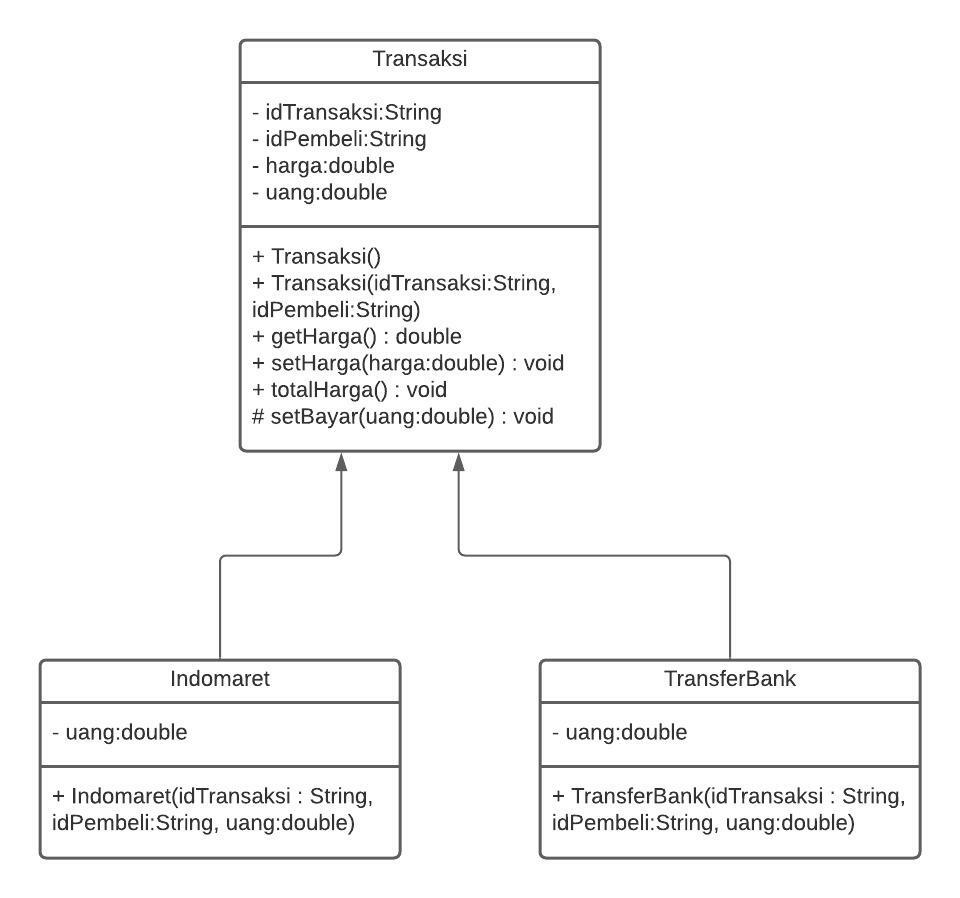 Transaksi
- idTransaksi:String
- idPembeli:String
- harga:double
- uang:double
+ Transaksi()
+ Transaksi(idTransaksi:String,
idPembeli:String)
+ getHarga() : double
+ setHarga(harga:double) : void
+ totalHarga() : void
# setBayar(uang:double) : void
Indomaret
- uang:double
+ Indomaret(idTransaksi : String,
idPembeli:String, uang:double)
TransferBank
- uang:double
+ TransferBank(idTransaksi : String,
idPembeli:String, uang:double)